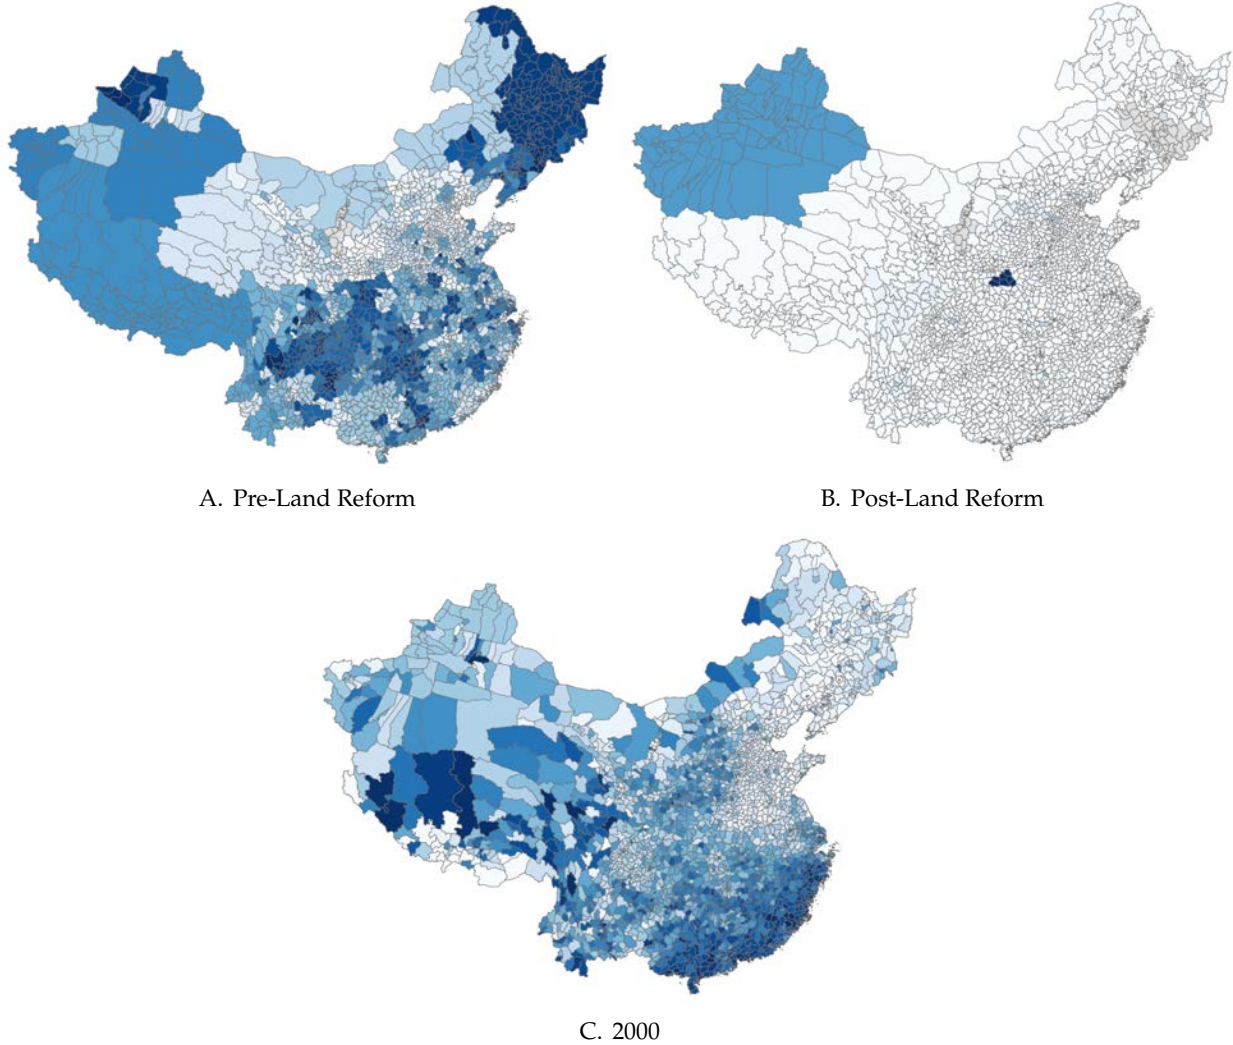 A. Pre-Land Reform
B. Post-Land Reform
C. 2000